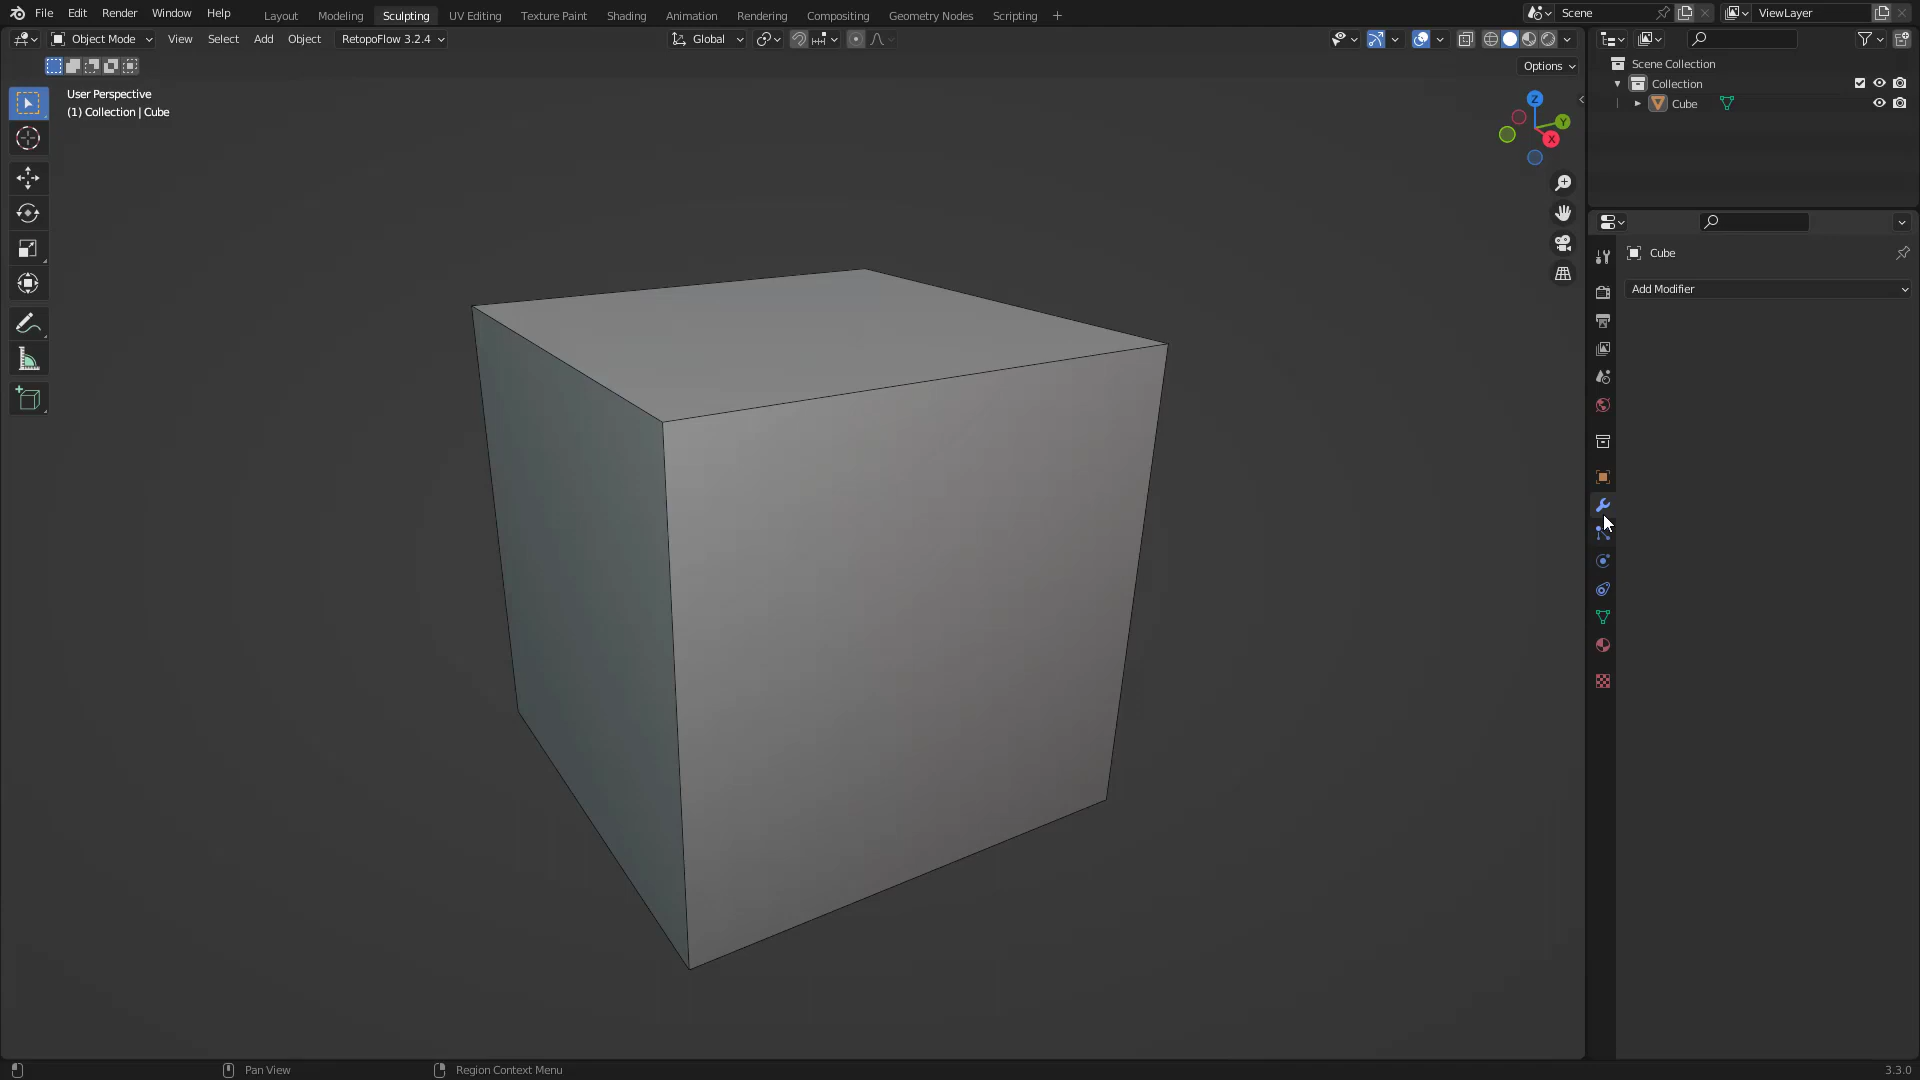 File Edit Render Window Help Layout Modeling Sculpting UV Editing Texture Paint Shading Animation Rendering Compositing Geometry Nodes Scripting + Scene ViewLayer
Object Mode View Select Add Object RetopoFlow 3.2.4 Global
Options
User Perspective
(1) Collection | Cube
Z
Y
X
Scene Collection
Collection
Cube
Cube
Add Modifier
Pan View Region Context Menu 3.3.0